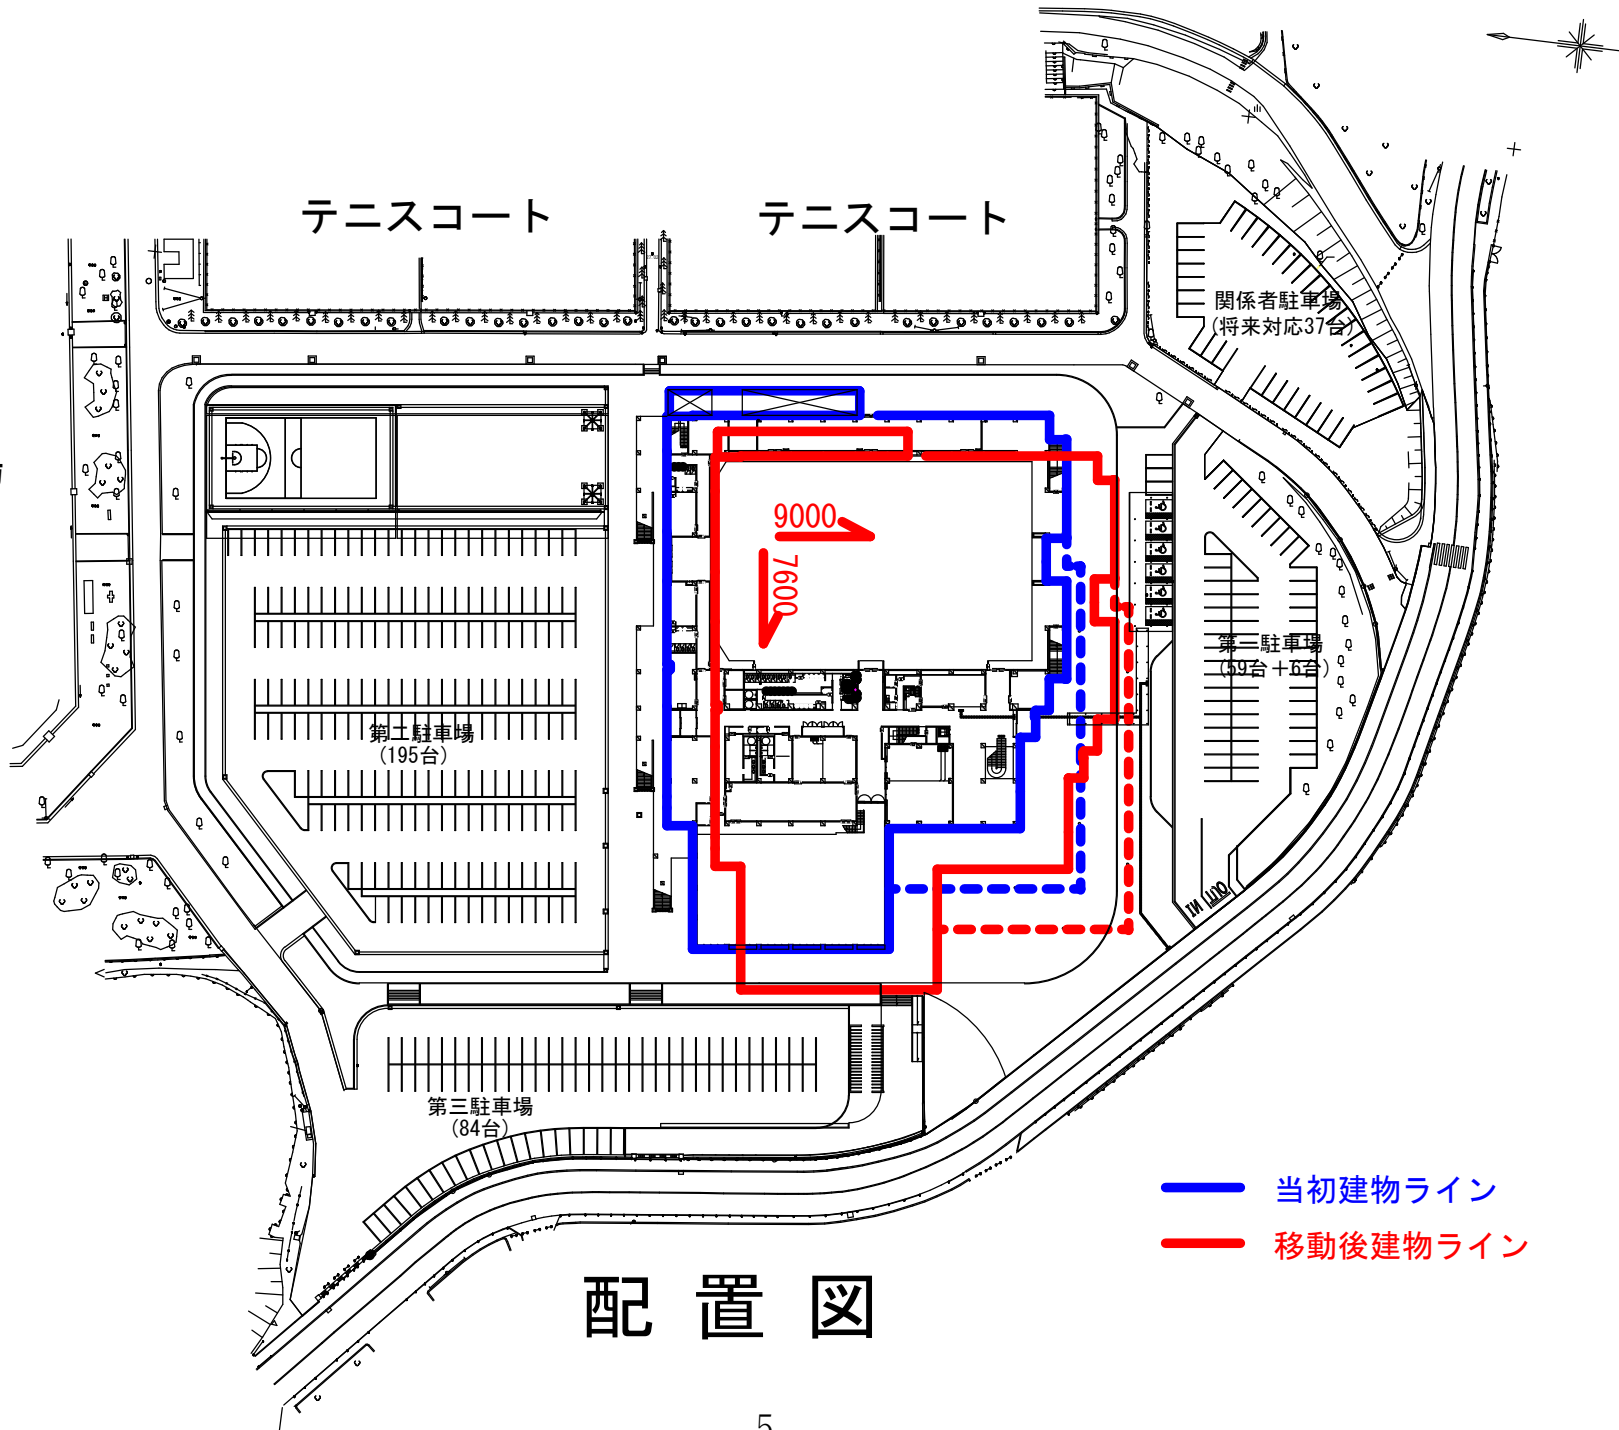 テニスコート
テニスコート
関係者駐車場
(将来対応37台)
9000
7600
第一駐車場
(59台+6台)
第二駐車場
(195台)
IN
OUT
第三駐車場
(84台)
当初建物ライン
移動後建物ライン
配置図
5